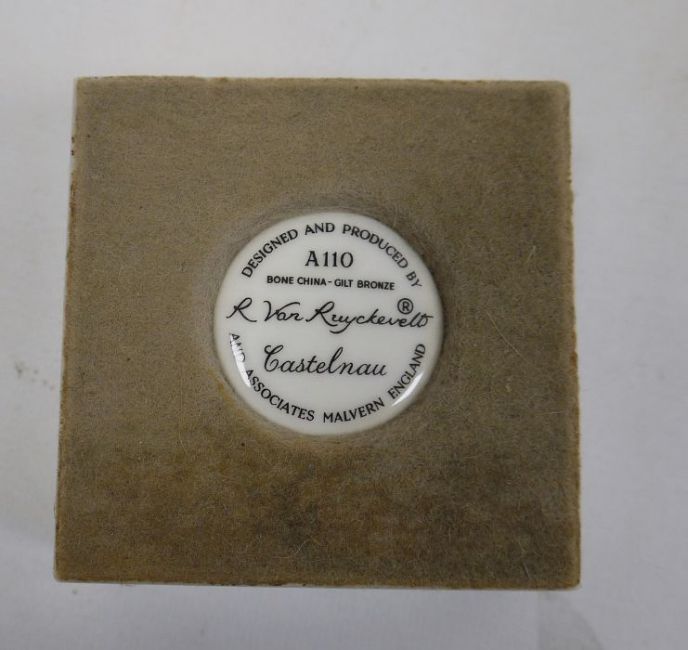 DESIGNED AND PRODUCED BY
A110
BONE CHINA-GILT BRONZE
R Van Ruyckevelt ®
Castelnau
AND ASSOCIATES MALVERN ENGLAND